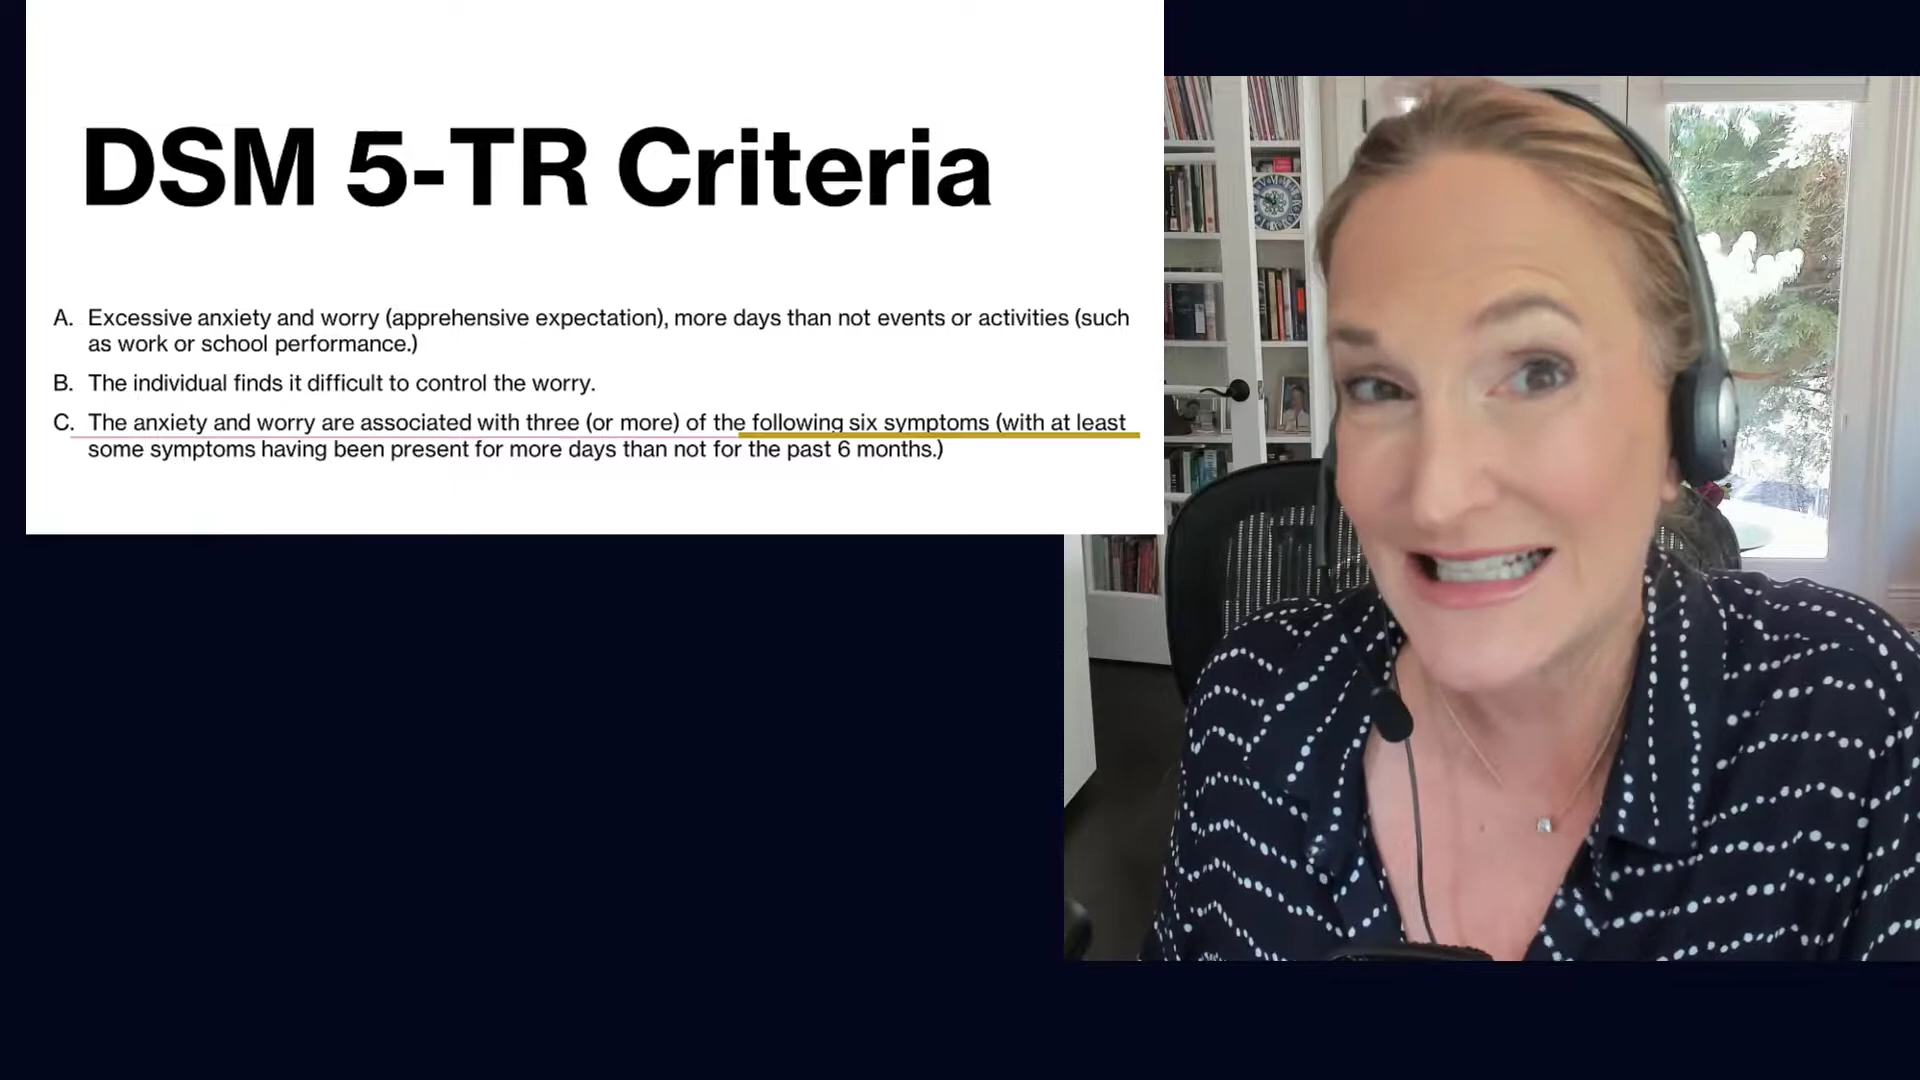 DSM 5-TR Criteria
A. Excessive anxiety and worry (apprehensive expectation), more days than not events or activities (such
as work or school performance.)
B. The individual finds it difficult to control the worry.
C. The anxiety and worry are associated with three (or more) of the following six symptoms (with at least
some symptoms having been present for more days than not for the past 6 months.)